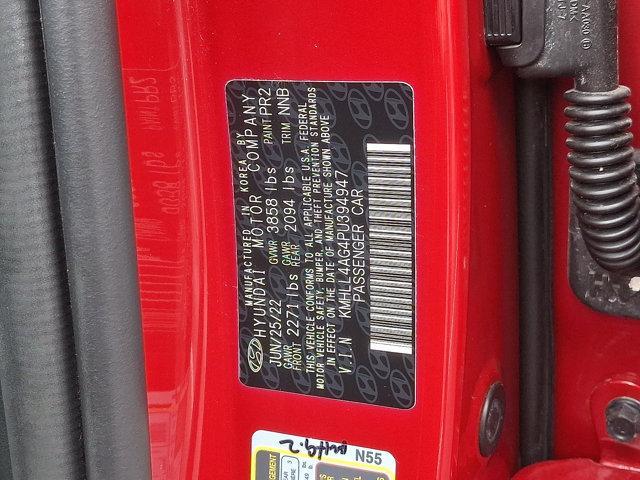 MANUFACTURED IN KOREA BY
HYUNDAI MOTOR COMPANY
JUN/25/22 GVWR 3858 lbs PAINT PR2
GAWR FRONT 2271 lbs GAWR REAR 2094 lbs TRIM NNB
THIS VEHICLE CONFORMS TO ALL APPLICABLE U.S.A. FEDERAL
MOTOR VEHICLE SAFETY BUMPER, AND THEFT PREVENTION STANDARDS
IN EFFECT ON THE DATE OF MANUFACTURE SHOWN ABOVE
V.I.N KMHLL4AG4PU394947
PASSENGER CAR
N55